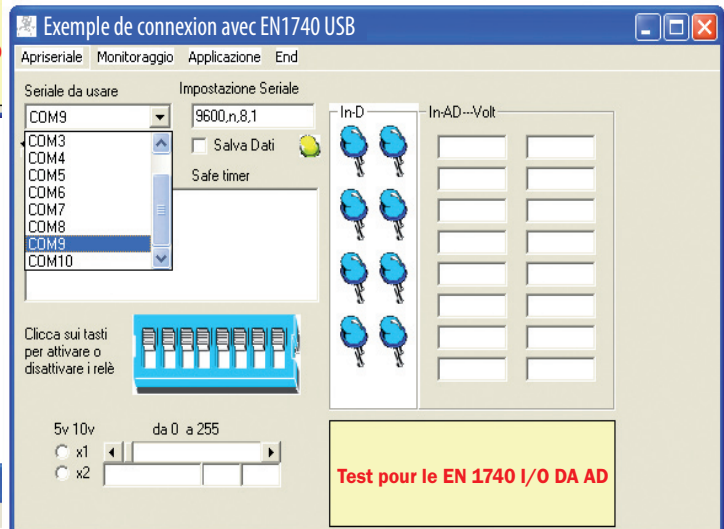 Exemple de connexion avec EN1740 USB
Apriseriale Monitoraggio Applicazione End
Seriale da usare
Impostazione Seriale
COM9
9600,n,8,1
COM3
COM4
COM5
COM6
COM7
COM8
COM9
COM10
Salva Dati
Safe timer
In-D
In-AD---Volt
Clicca sui tasti
per attivare o
disattivare i relè
5v 10v
da 0 a 255
x1
x2
Test pour le EN 1740 I/O DA AD